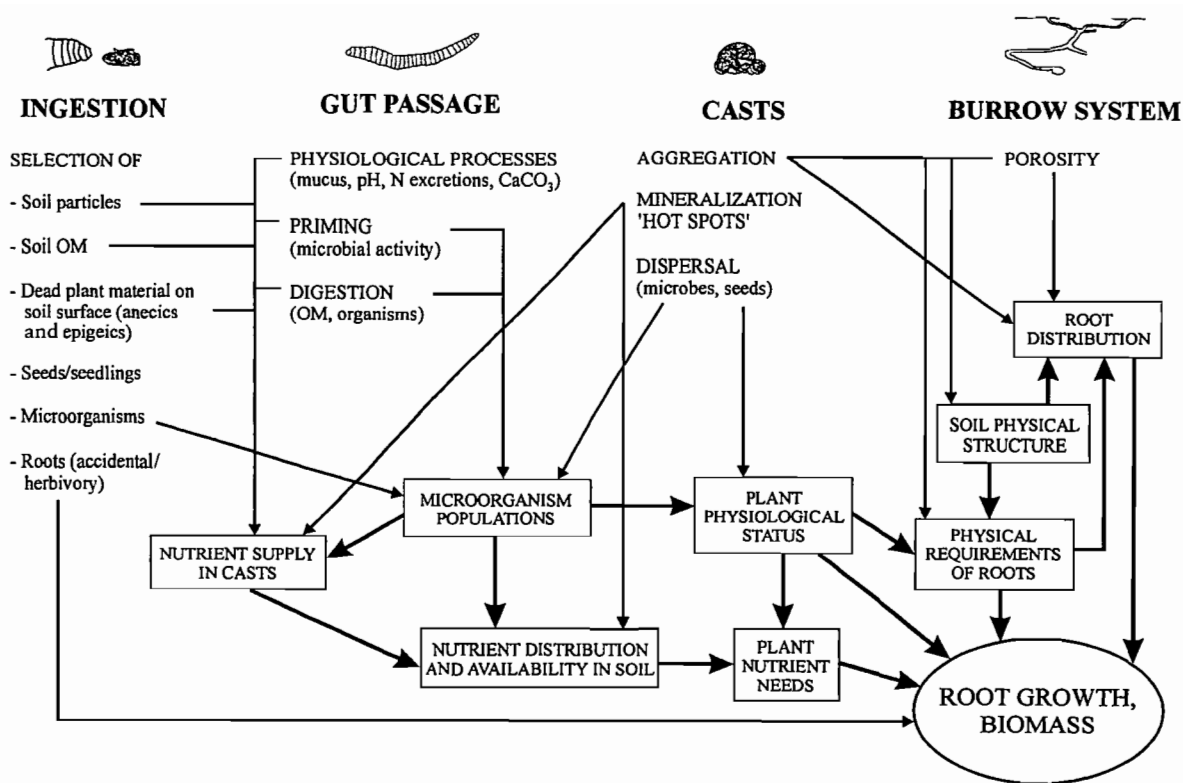 INGESTION
GUT PASSAGE
CASTS
BURROW SYSTEM
SELECTION OF
- Soil particles
- Soil OM
- Dead plant material on
soil surface (anecics
and epigeics)
- Seeds/seedlings
- Microorganisms
- Roots (accidental/
herbivory)
PHYSIOLOGICAL PROCESSES
(mucus, pH, N excretions, CaCO₃)
PRIMING
(microbial activity)
DIGESTION
(OM, organisms)
AGGREGATION
MINERALIZATION
'HOT SPOTS'
DISPERSAL
(microbes, seeds)
POROSITY
ROOT
DISTRIBUTION
SOIL PHYSICAL
STRUCTURE
MICROORGANISM
POPULATIONS
PLANT
PHYSIOLOGICAL
STATUS
PHYSICAL
REQUIREMENTS
OF ROOTS
NUTRIENT SUPPLY
IN CASTS
NUTRIENT DISTRIBUTION
AND AVAILABILITY IN SOIL
PLANT
NUTRIENT
NEEDS
ROOT GROWTH,
BIOMASS